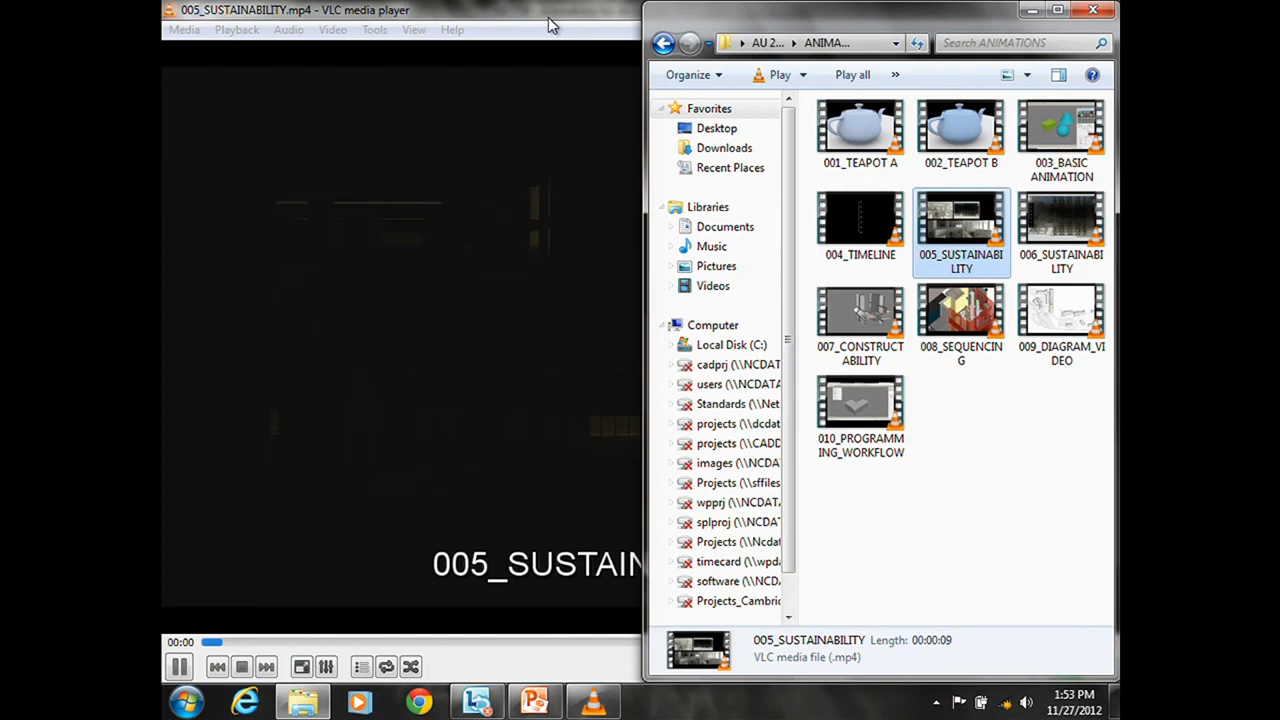 005_SUSTAINABILITY.mp4 - VLC media player
Media Playback Audio Video Tools View Help
005_SUSTAIN
00:00
AU 2... ANIMA...
Search ANIMATIONS
Organize Play Play all »
Favorites
Desktop
Downloads
Recent Places
Libraries
Documents
Music
Pictures
Videos
Computer
Local Disk (C:)
cadprj (\\NCDAT
users (\\NCDATA
Standards (\\Net
projects (\\dcdat
projects (\\CADD
images (\\NCDA
Projects (\\sffiles
wpprj (\\NCDAT
splproj (\\NCDA
Projects (\\Ncdat
timecard (\\wpda
software (\\NCD
Projects_Cambri
001_TEAPOT A
002_TEAPOT B
003_BASIC
ANIMATION
004_TIMELINE
005_SUSTAINABI
LITY
006_SUSTAINABI
LITY
007_CONSTRUCT
ABILITY
008_SEQUENCIN
G
009_DIAGRAM_VI
DEO
010_PROGRAMM
ING_WORKFLOW
005_SUSTAINABILITY Length: 00:00:09
VLC media file (.mp4)
1:53 PM
11/27/2012